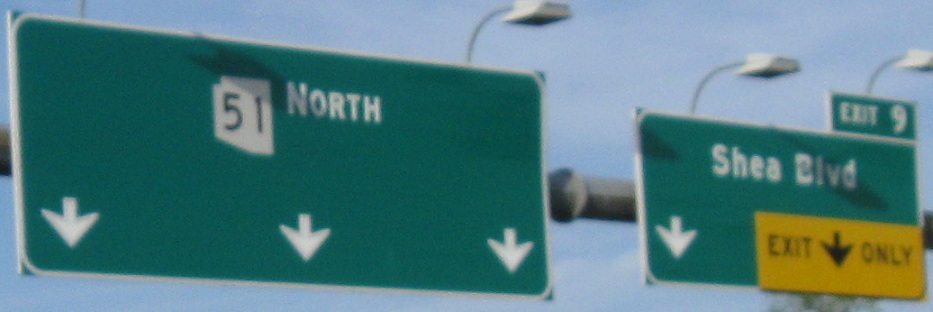 51 NORTH
EXIT 9
Shea Blvd
EXIT ONLY